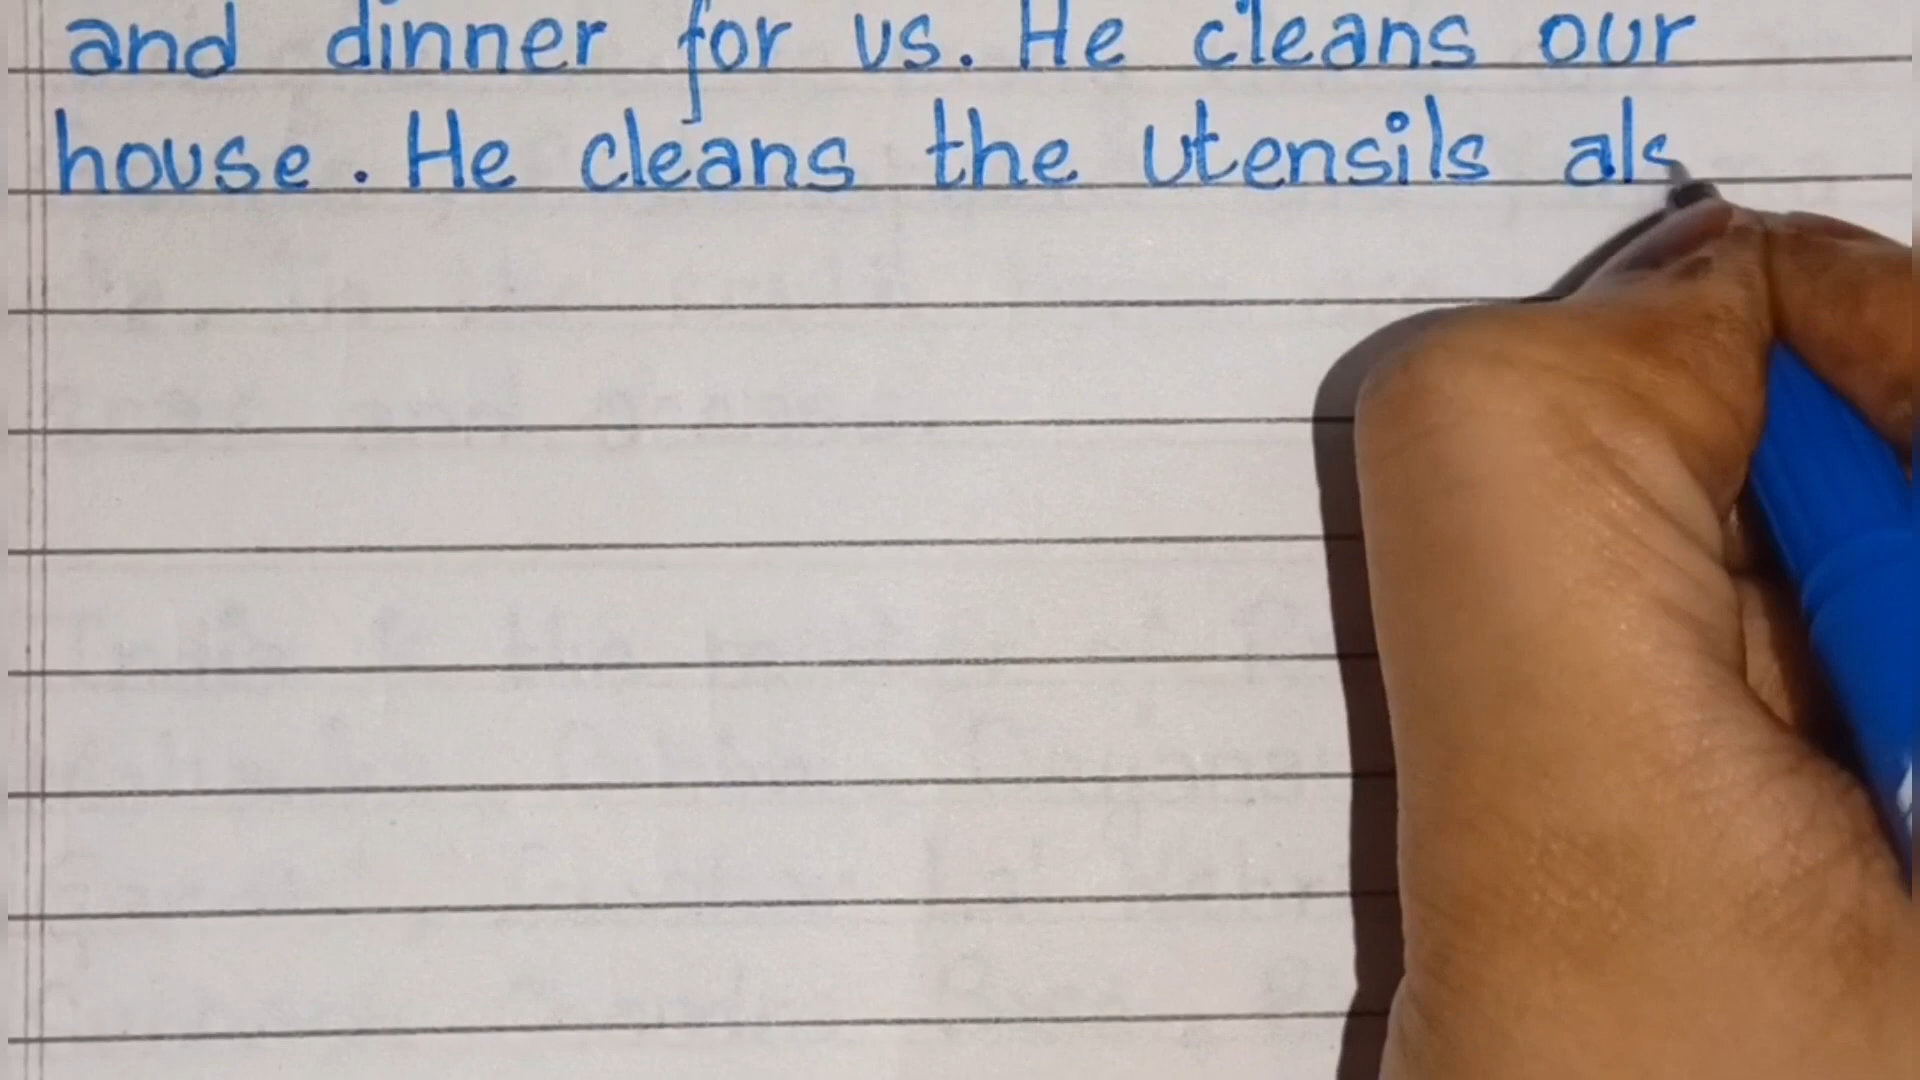 and dinner for us. He cleans our
house. He cleans the utensils als